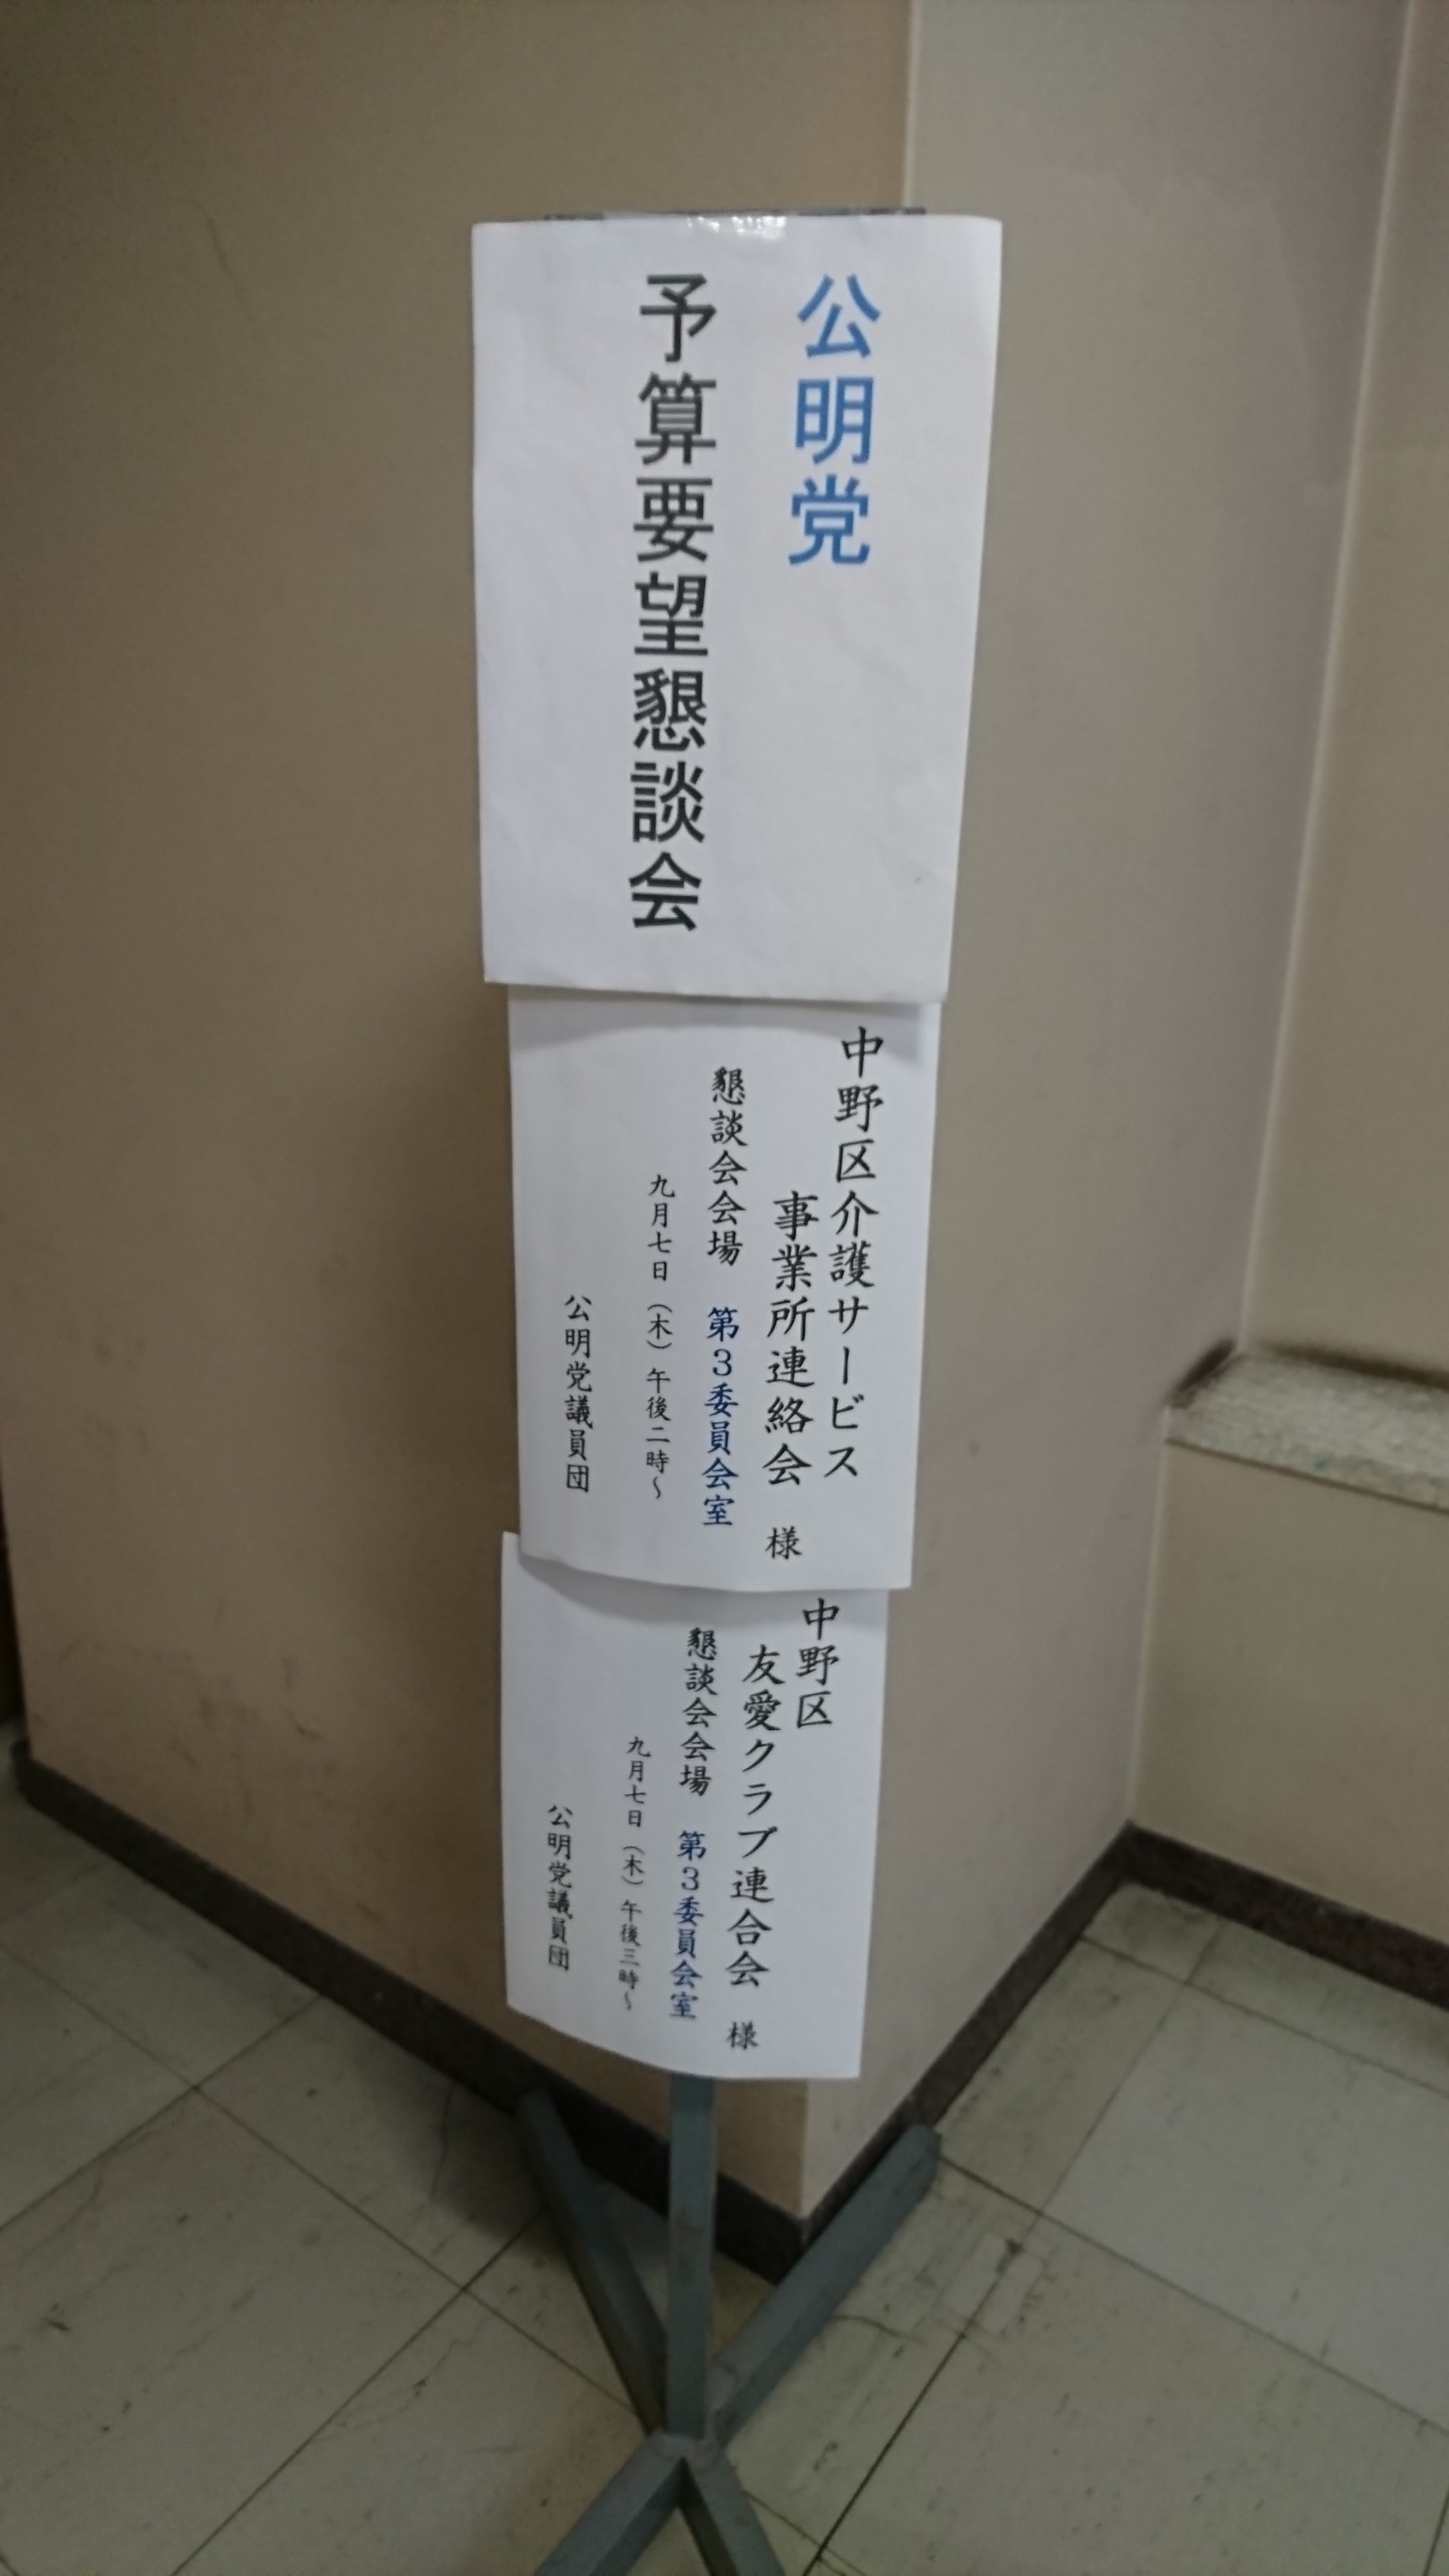 公明党
予算要望懇談会
中野区介護サービス
事業所連絡会 様
懇談会会場 第3委員会室
九月七日(木)午後二時~
公明党議員団
中野区
友愛クラブ連合会 様
懇談会会場 第3委員会室
九月七日(木)午後三時~
公明党議員団